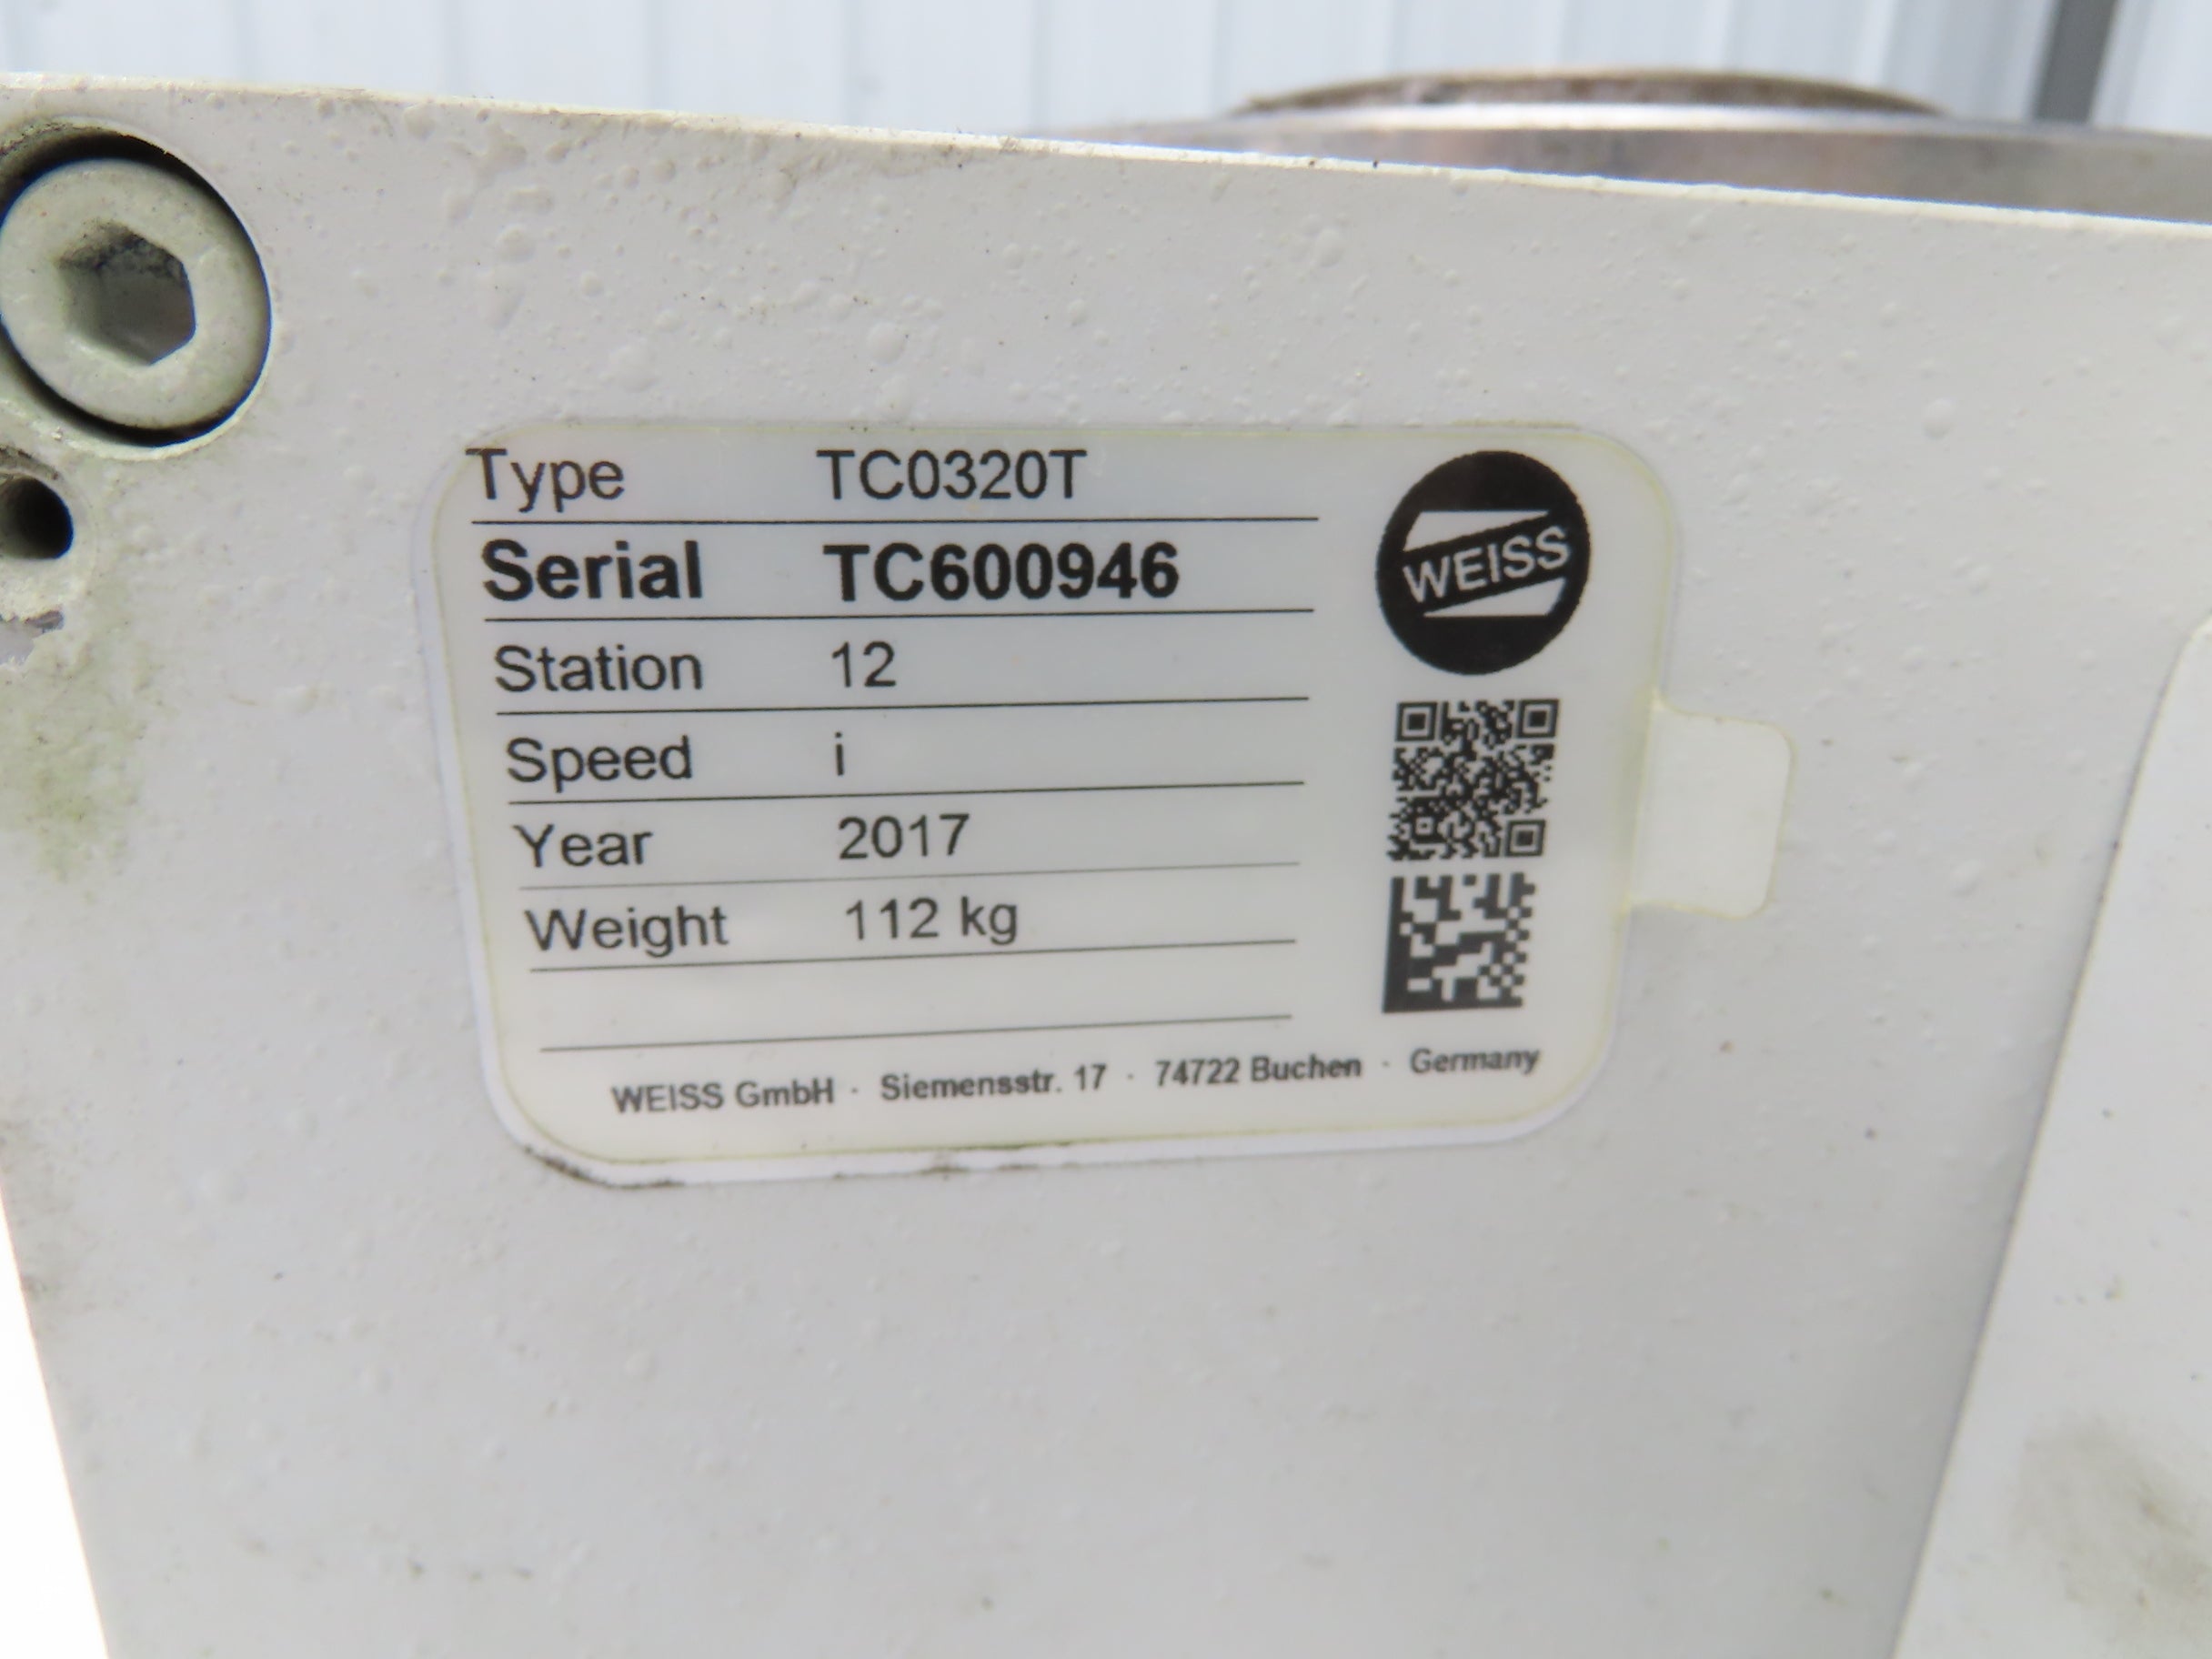 Type TC0320T
WEISS
Serial TC600946
Station 12
Speed i
Year 2017
Weight 112 kg
WEISS GmbH · Siemensstr. 17 · 74722 Buchen · Germany